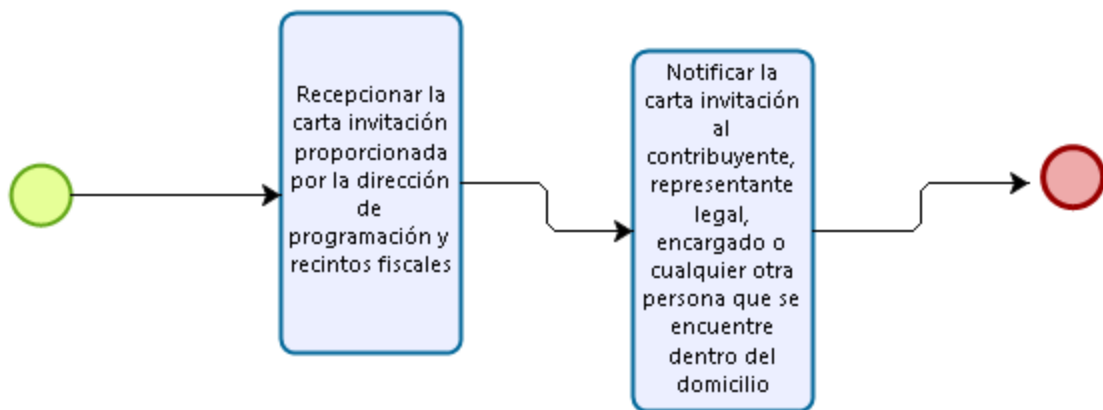 Recepcionar la
carta invitación
proporcionada
por la dirección
de
programación y
recintos fiscales
Notificar la
carta invitación
al
contribuyente,
representante
legal,
encargado o
cualquier otra
persona que se
encuentre
dentro del
domicilio